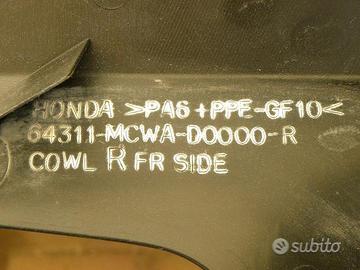 HONDA >PA6+PPE-GF10<
64311-MCWA-D0000-R
COWL R FR SIDE
subito